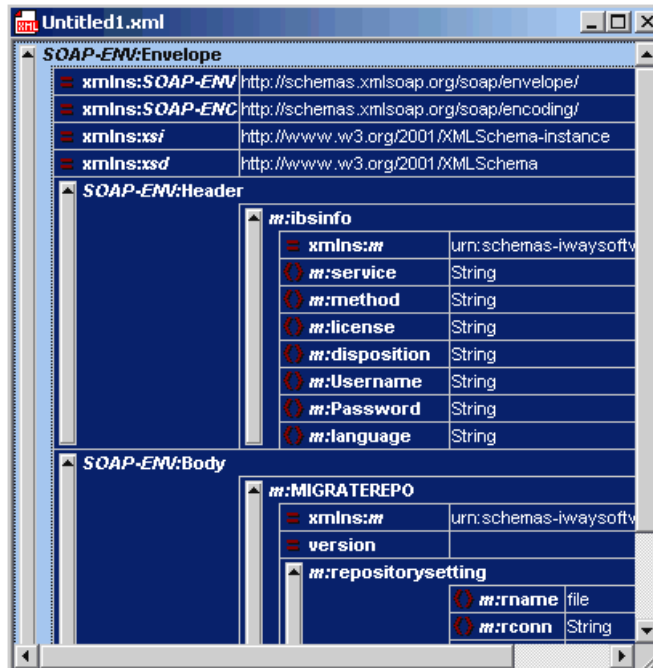 Untitled1.xml
SOAP-ENV:Envelope
= xmlns:SOAP-ENV http://schemas.xmlsoap.org/soap/envelope/
= xmlns:SOAP-ENC http://schemas.xmlsoap.org/soap/encoding/
= xmlns:xsi http://www.w3.org/2001/XMLSchema-instance
= xmlns:xsd http://www.w3.org/2001/XMLSchema
SOAP-ENV:Header
m:ibsinfo
= xmlns:m urn:schemas-iwaysoftw
() m:service String
() m:method String
() m:license String
() m:disposition String
() m:Username String
() m:Password String
() m:language String
SOAP-ENV:Body
m:MIGRATEREPO
= xmlns:m urn:schemas-iwaysoftw
= version
m:repositorysetting
() m:rname file
() m:rconn String